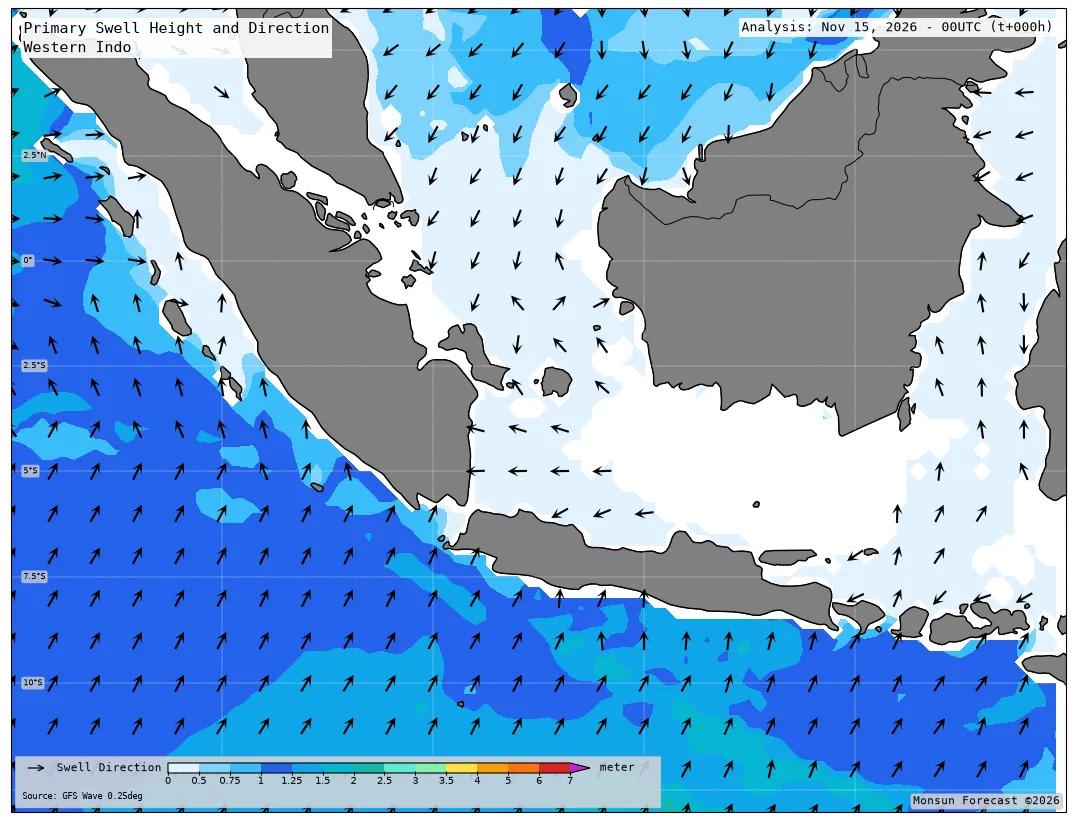 Primary Swell Height and Direction
Western Indo
Analysis: Nov 15, 2026 - 00UTC (t+000h)
2.5°N
0°
2.5°S
5°S
7.5°S
10°S
Swell Direction
0 0.5 0.75 1 1.25 1.5 2 2.5 3 3.5 4 5 6 7
meter
Source: GFS Wave 0.25deg
Monsun Forecast ©2026